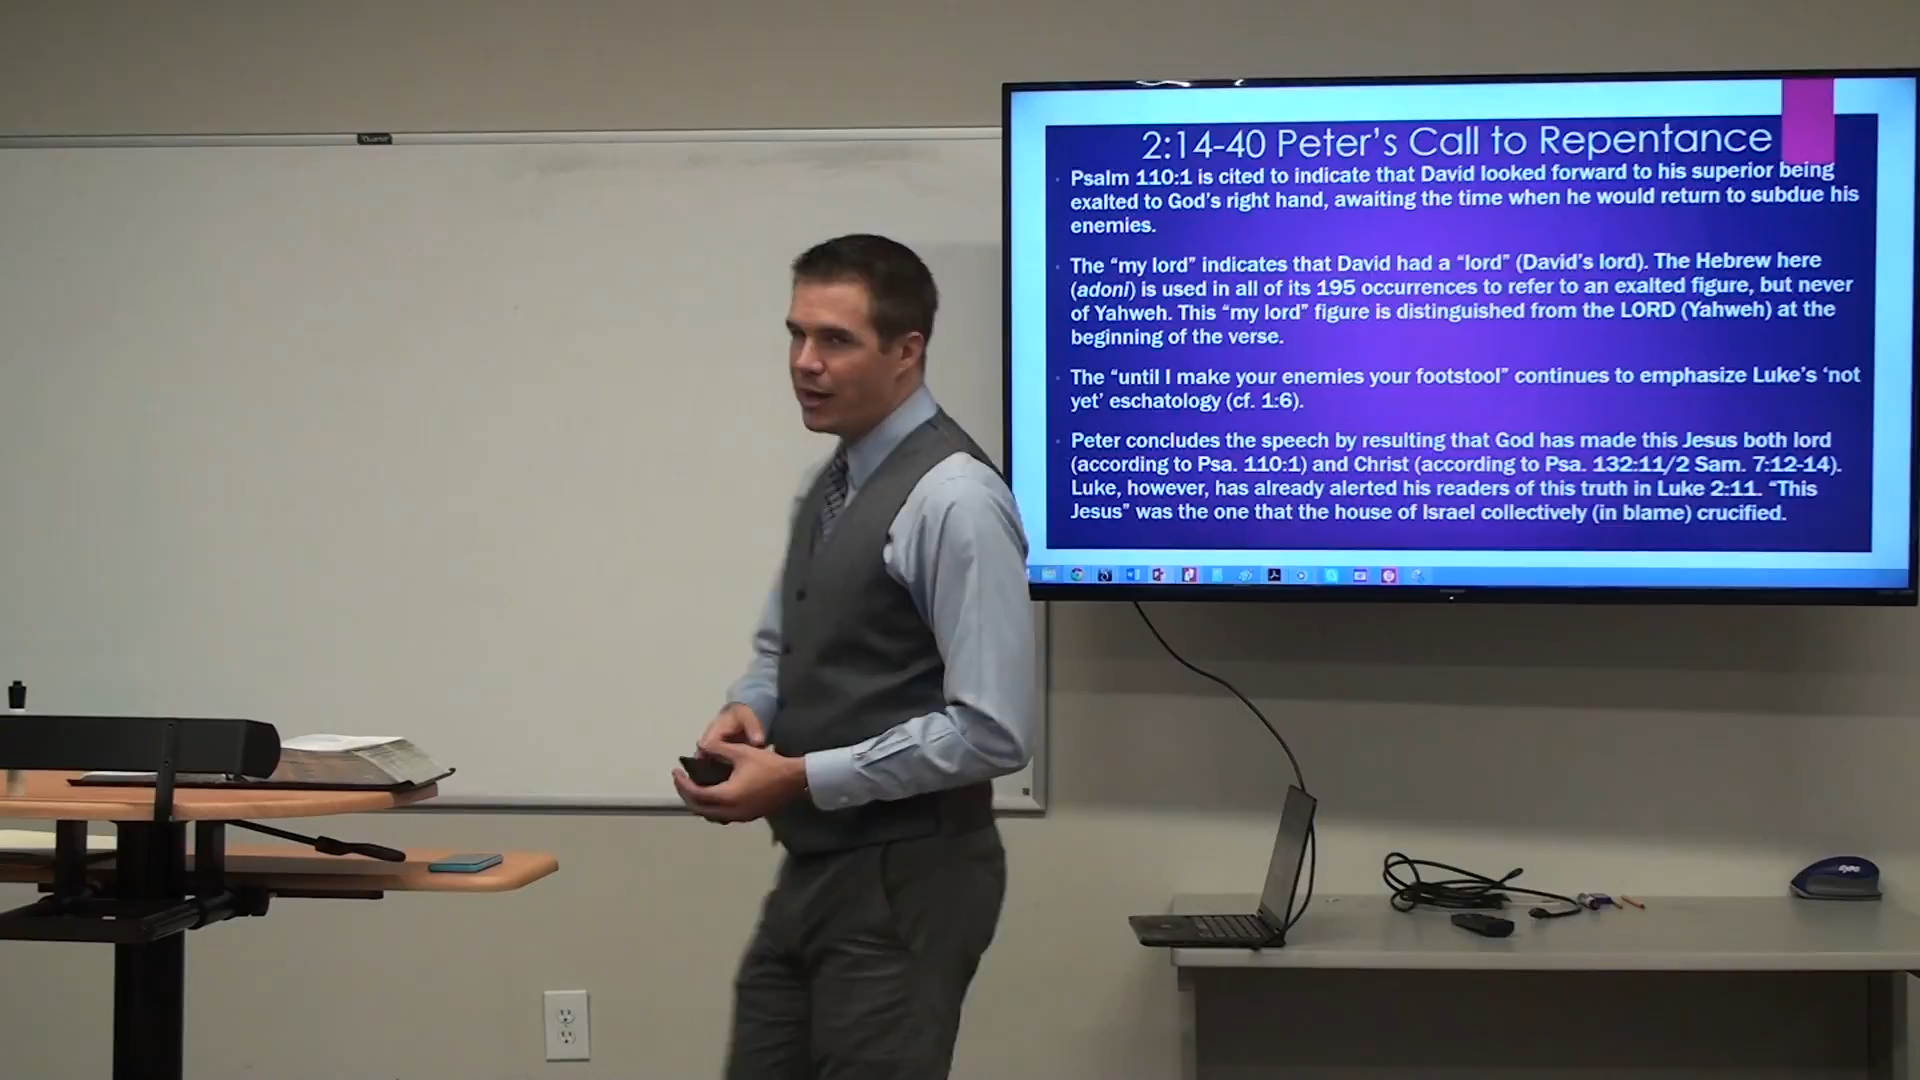 2:14-40 Peter's Call to Repentance
Psalm 110:1 is cited to indicate that David looked forward to his superior being
exalted to God's right hand, awaiting the time when he would return to subdue his
enemies.
The “my lord” indicates that David had a “lord” (David's lord). The Hebrew here
(adoni) is used in all of its 195 occurrences to refer to an exalted figure, but never
of Yahweh. This “my lord” figure is distinguished from the LORD (Yahweh) at the
beginning of the verse.
The “until I make your enemies your footstool” continues to emphasize Luke's ‘not
yet’ eschatology (cf. 1:6).
Peter concludes the speech by resulting that God has made this Jesus both lord
(according to Psa. 110:1) and Christ (according to Psa. 132:11/2 Sam. 7:12-14).
Luke, however, has already alerted his readers of this truth in Luke 2:11. “This
Jesus” was the one that the house of Israel collectively (in blame) crucified.